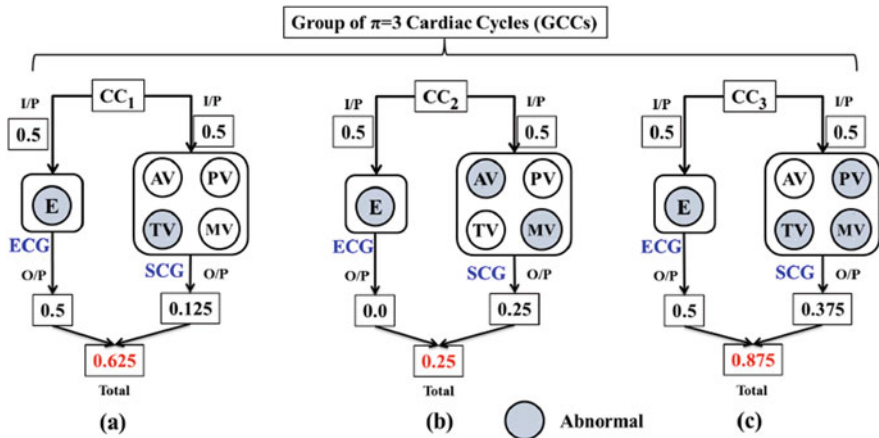 Group of π=3 Cardiac Cycles (GCCs)
I/P CC1 I/P
0.5 0.5
E
AV PV
TV MV
ECG
SCG
O/P O/P
0.5 0.125
0.625
Total
(a)
I/P CC2 I/P
0.5 0.5
E
AV PV
TV MV
ECG
SCG
O/P O/P
0.0 0.25
0.25
Total
(b)
I/P CC3 I/P
0.5 0.5
E
AV PV
TV MV
ECG
SCG
O/P O/P
0.5 0.375
0.875
Total
(c)
Abnormal